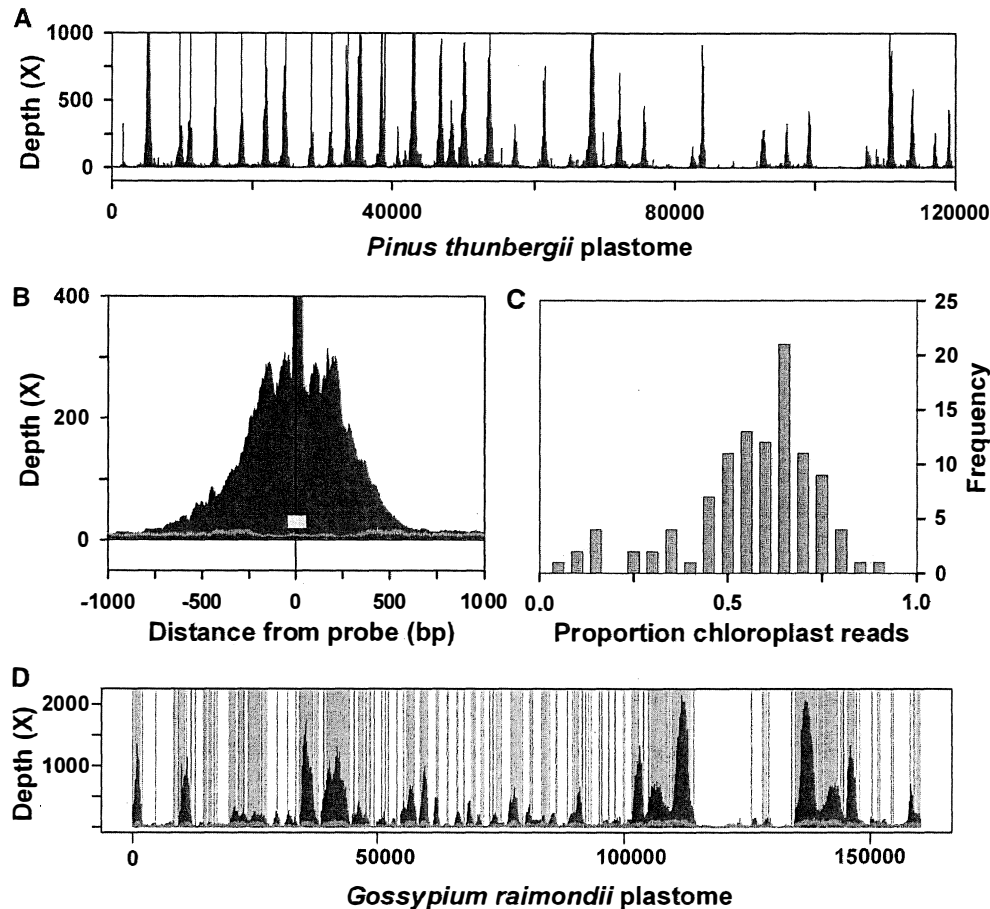 A
Depth (X)
1000
500
0
0 40000 80000 120000
Pinus thunbergii plastome
B
Depth (X)
400
200
0
-1000 -500 0 500 1000
Distance from probe (bp)
C
25
20
15
10
5
0
Frequency
0.0 0.5 1.0
Proportion chloroplast reads
D
Depth (X)
2000
1000
0 50000 100000 150000
Gossypium raimondii plastome